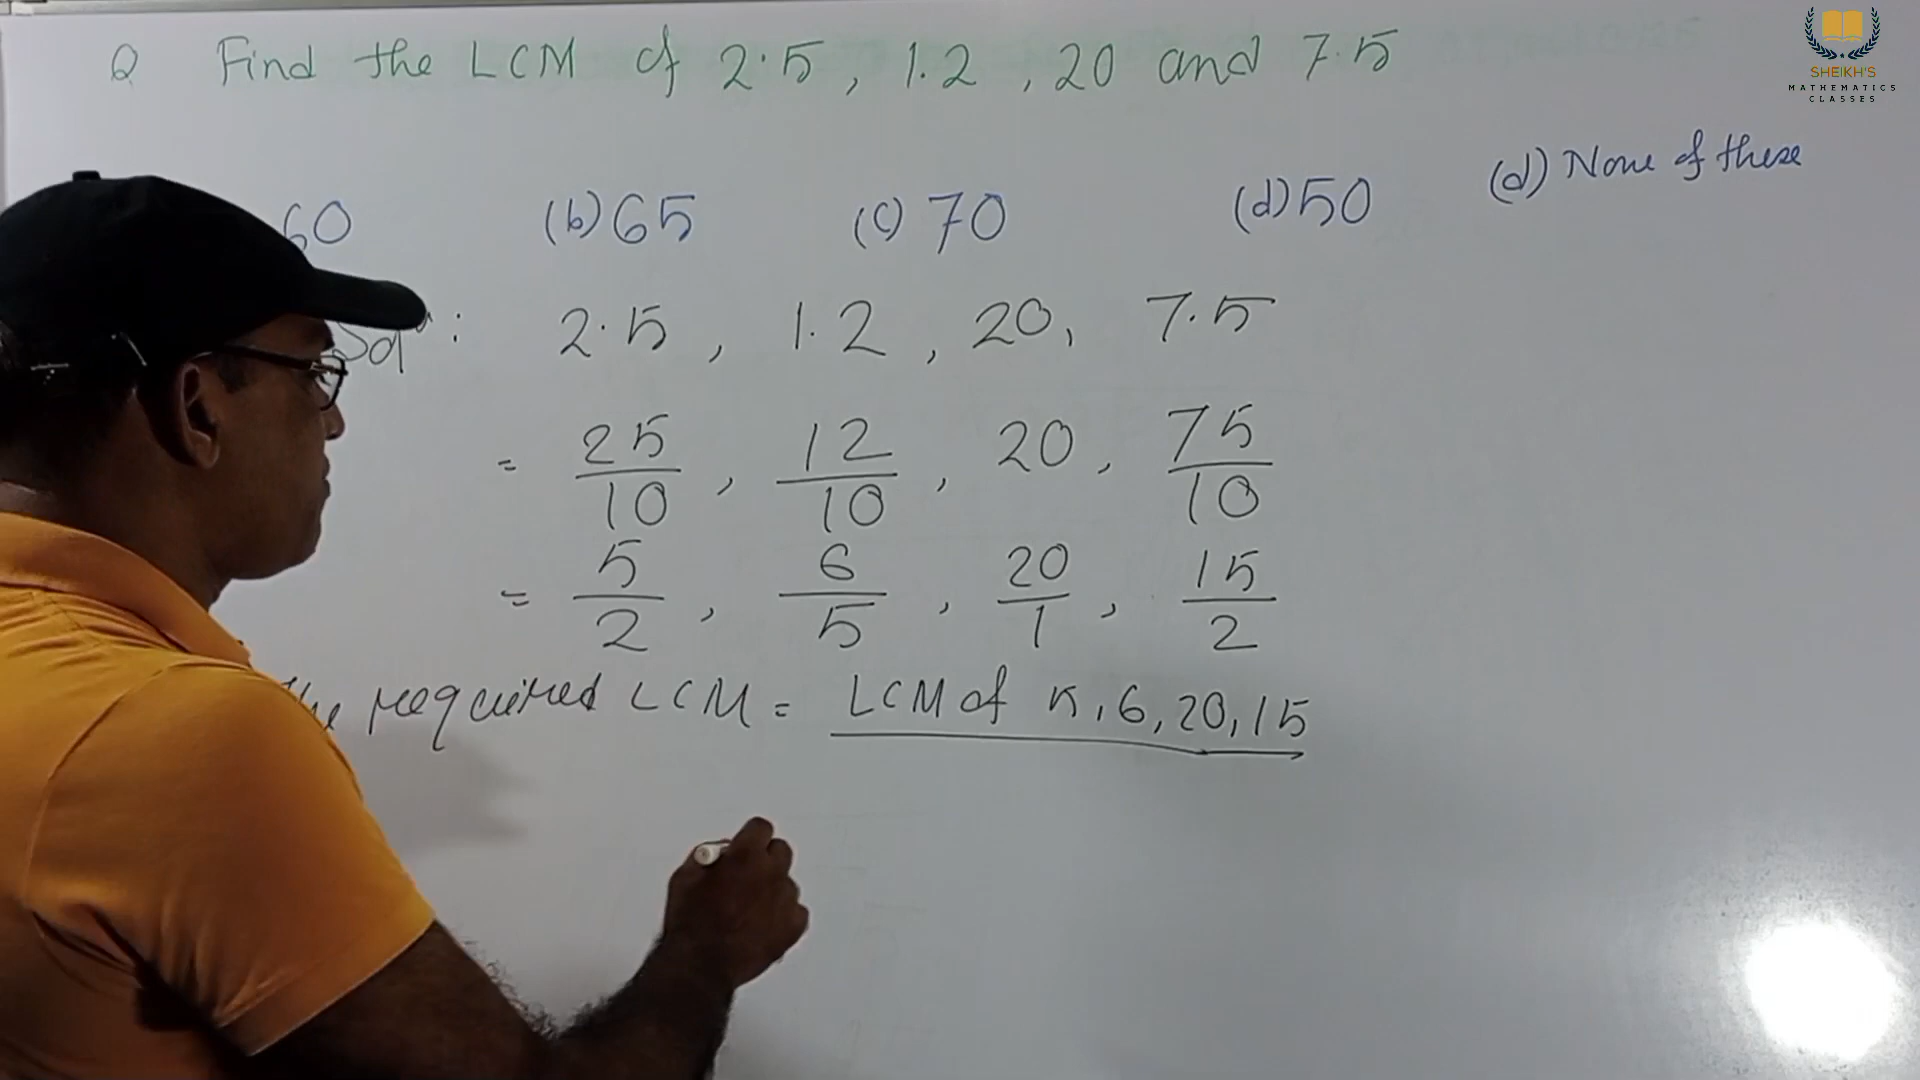 Q Find the LCM of 2.5, 1.2, 20 and 7.5
SHEIKH'S
MATHEMATICS
CLASSES
60 (b) 65 (c) 70 (d) 50 (d) None of these
Solⁿ: 2.5, 1.2, 20, 7.5
= 25/10, 12/10, 20, 75/10
= 5/2, 6/5, 20/1, 15/2
required LCM = LCM of 5, 6, 20, 15